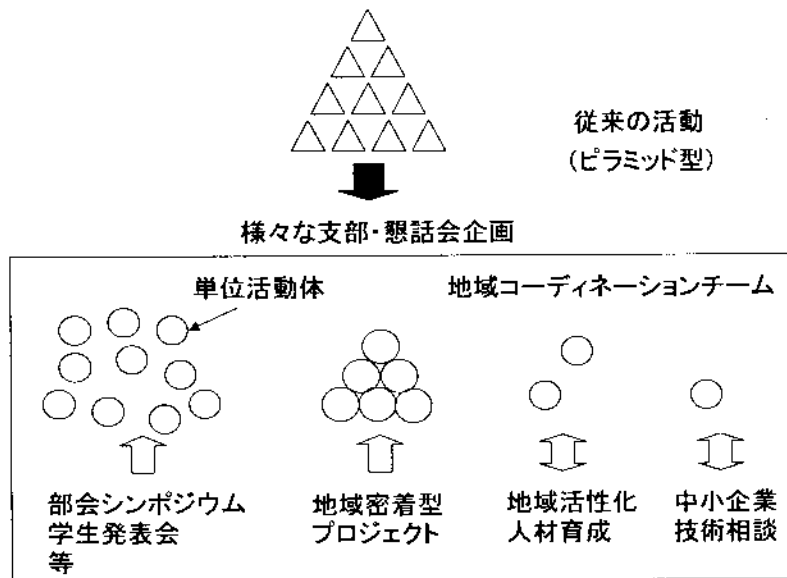 従来の活動
(ピラミッド型)
様々な支部・懇話会企画
単位活動体
地域コーディネーションチーム
部会シンポジウム
学生発表会
等
地域密着型
プロジェクト
地域活性化
人材育成
中小企業
技術相談